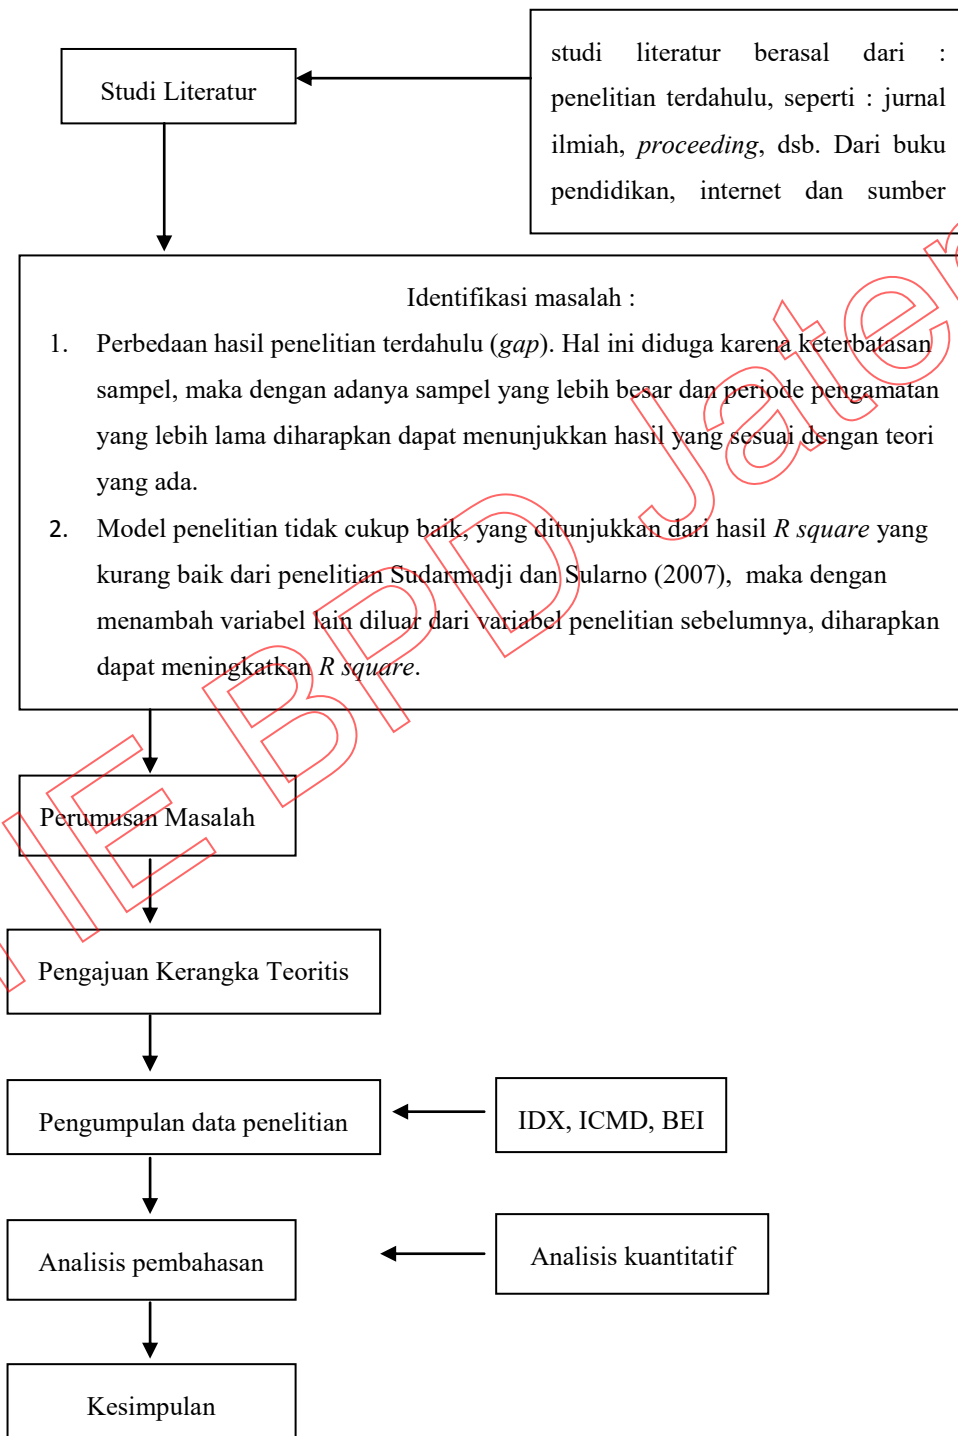 studi literatur berasal dari :
penelitian terdahulu, seperti : jurnal
ilmiah, proceeding, dsb. Dari buku
pendidikan, internet dan sumber
Studi Literatur
Identifikasi masalah :
1. Perbedaan hasil penelitian terdahulu (gap). Hal ini diduga karena keterbatasan
sampel, maka dengan adanya sampel yang lebih besar dan periode pengamatan
yang lebih lama diharapkan dapat menunjukkan hasil yang sesuai dengan teori
yang ada.
2. Model penelitian tidak cukup baik, yang ditunjukkan dari hasil R square yang
kurang baik dari penelitian Sudarmadji dan Sularno (2007), maka dengan
menambah variabel lain diluar dari variabel penelitian sebelumnya, diharapkan
dapat meningkatkan R square.
Perumusan Masalah
Pengajuan Kerangka Teoritis
Pengumpulan data penelitian
IDX, ICMD, BEI
Analisis pembahasan
Analisis kuantitatif
Kesimpulan
IE BPD Jate